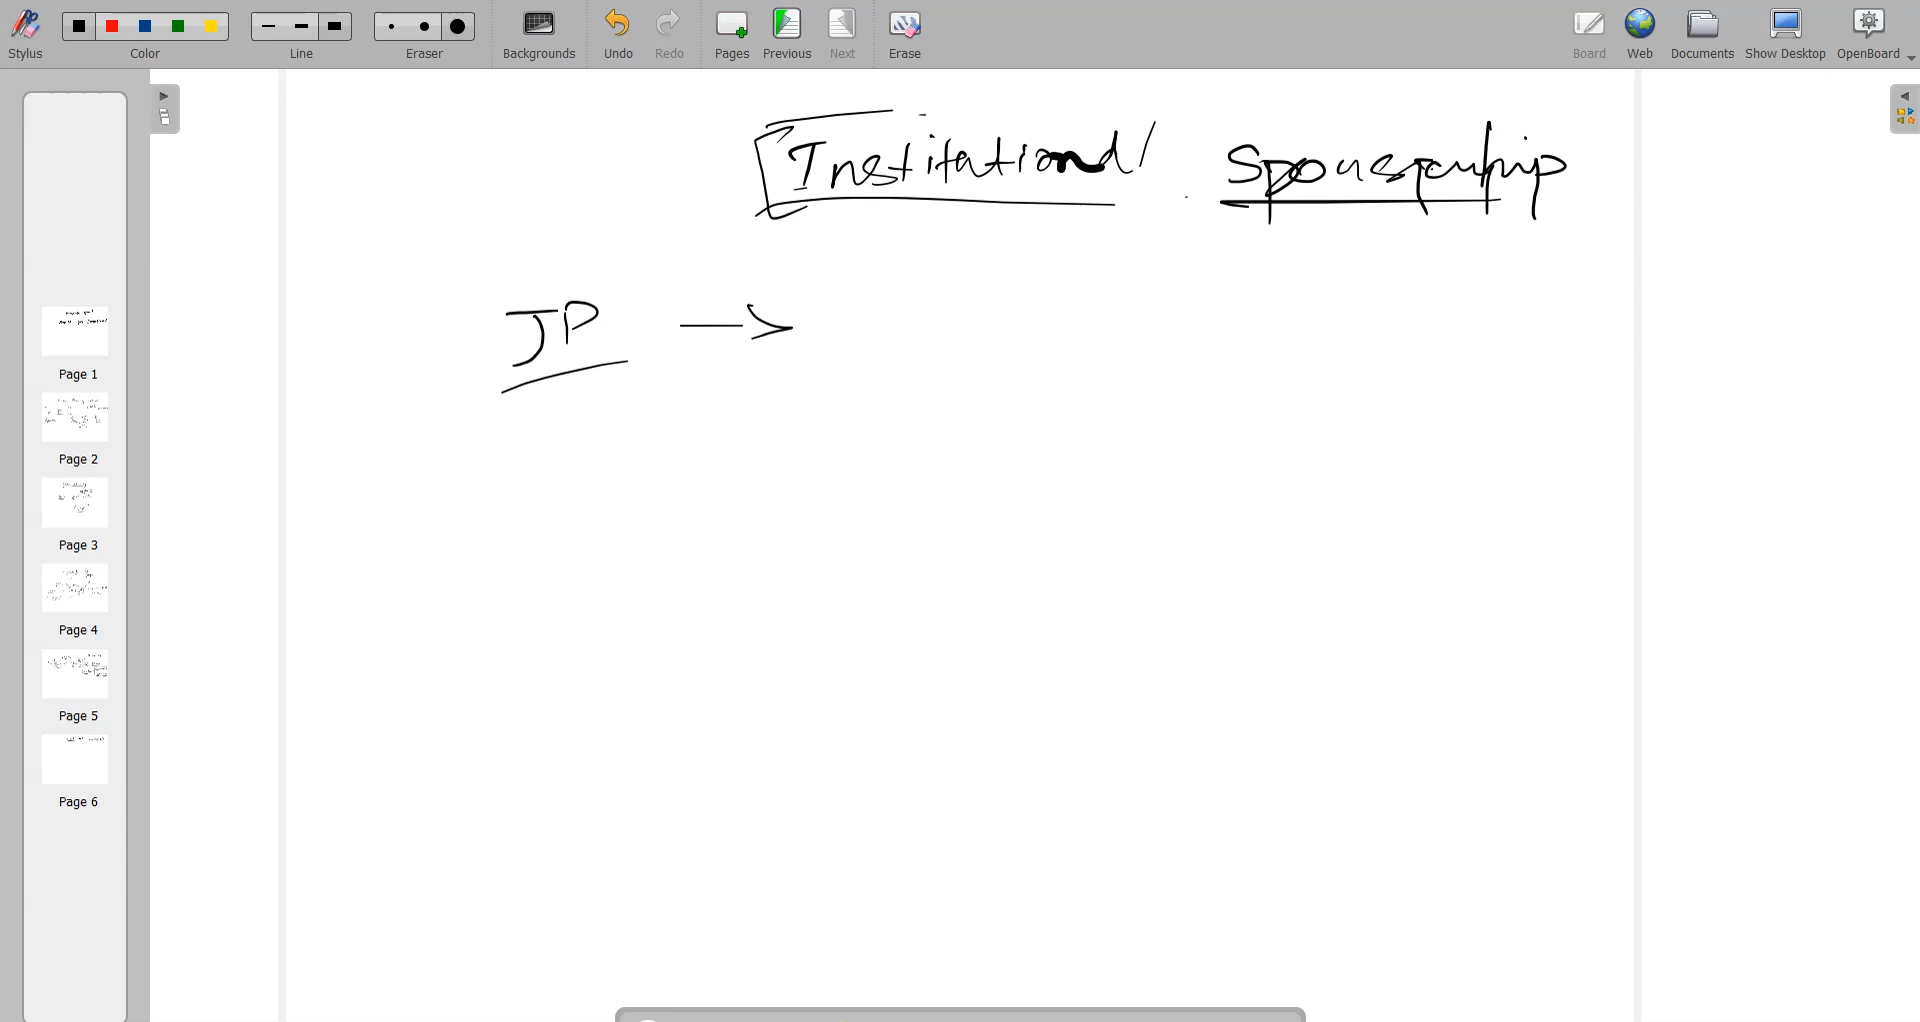 Stylus
Color
Line
Eraser
Backgrounds
Undo
Redo
Pages
Previous
Next
Erase
Board
Web
Documents
Show Desktop
OpenBoard
Institutional Sponsorship
JP →
Page 1
Page 2
Page 3
Page 4
Page 5
Page 6